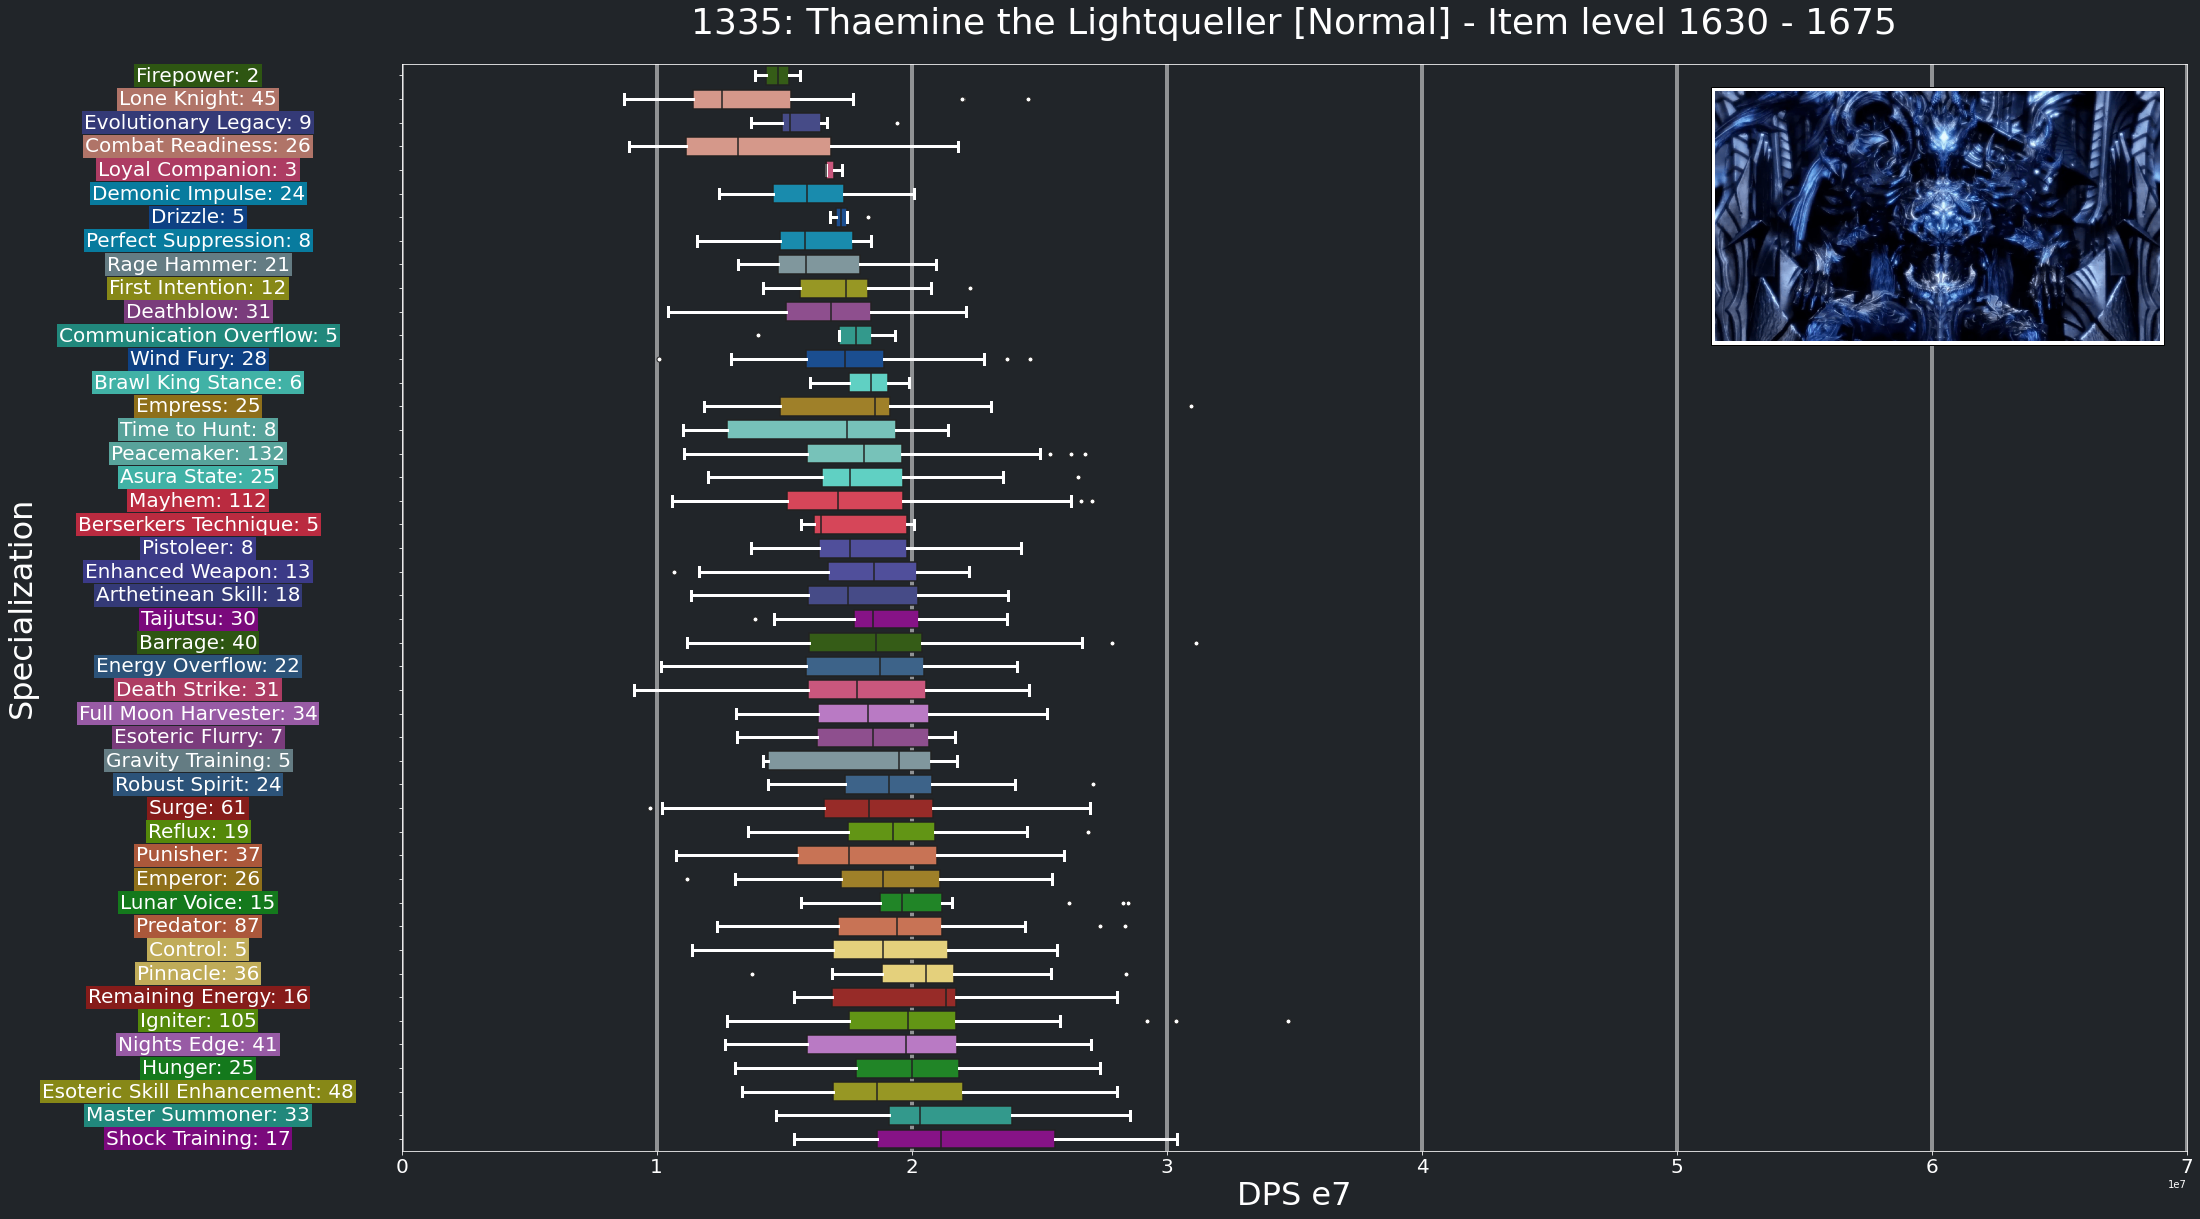 1335: Thaemine the Lightqueller [Normal] - Item level 1630 - 1675
Specialization
Firepower: 2
Lone Knight: 45
Evolutionary Legacy: 9
Combat Readiness: 26
Loyal Companion: 3
Demonic Impulse: 24
Drizzle: 5
Perfect Suppression: 8
Rage Hammer: 21
First Intention: 12
Deathblow: 31
Communication Overflow: 5
Wind Fury: 28
Brawl King Stance: 6
Empress: 25
Time to Hunt: 8
Peacemaker: 132
Asura State: 25
Mayhem: 112
Berserkers Technique: 5
Pistoleer: 8
Enhanced Weapon: 13
Arthetinean Skill: 18
Taijutsu: 30
Barrage: 40
Energy Overflow: 22
Death Strike: 31
Full Moon Harvester: 34
Esoteric Flurry: 7
Gravity Training: 5
Robust Spirit: 24
Surge: 61
Reflux: 19
Punisher: 37
Emperor: 26
Lunar Voice: 15
Predator: 87
Control: 5
Pinnacle: 36
Remaining Energy: 16
Igniter: 105
Nights Edge: 41
Hunger: 25
Esoteric Skill Enhancement: 48
Master Summoner: 33
Shock Training: 17
0 1 2 3 4 5 6 7
1e7
DPS e7